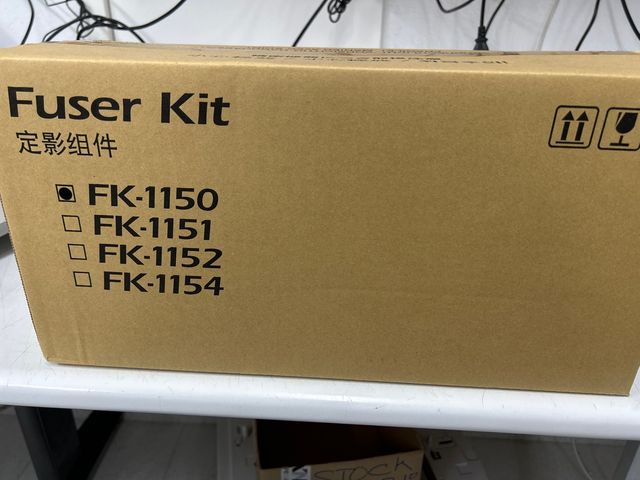 Fuser Kit
定影组件
FK-1150
FK-1151
FK-1152
FK-1154
STOCK